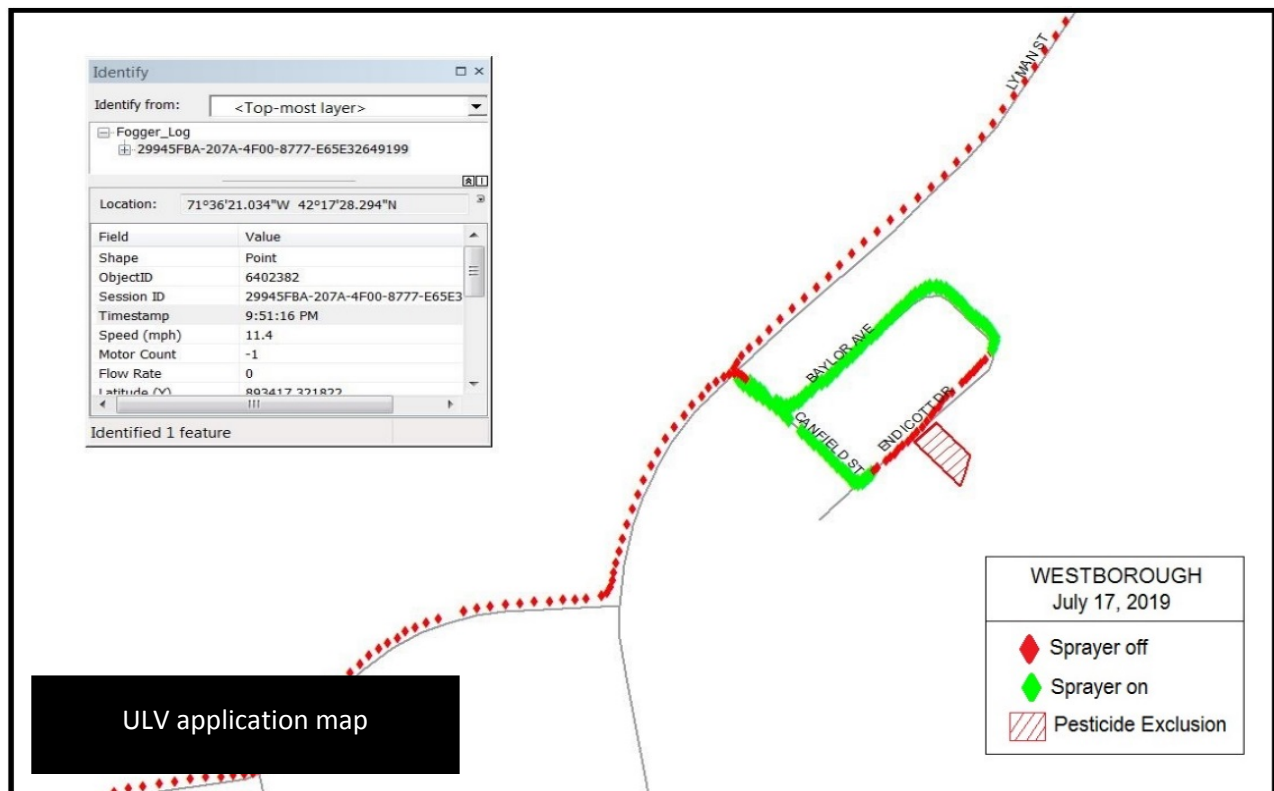 Identify
Identify from: <Top-most layer>
Fogger_Log
29945FBA-207A-4F00-8777-E65E32649199
Location: 71°36'21.034"W 42°17'28.294"N
Field Value
Shape Point
ObjectID 6402382
Session ID 29945FBA-207A-4F00-8777-E65E3
Timestamp 9:51:16 PM
Speed (mph) 11.4
Motor Count -1
Flow Rate 0
Latitude (Y) 893417.321822
Identified 1 feature
LYMAN ST
BAYLOR AVE
CANFIELD ST
ENDICOTT DR
WESTBOROUGH
July 17, 2019
Sprayer off
Sprayer on
Pesticide Exclusion
ULV application map